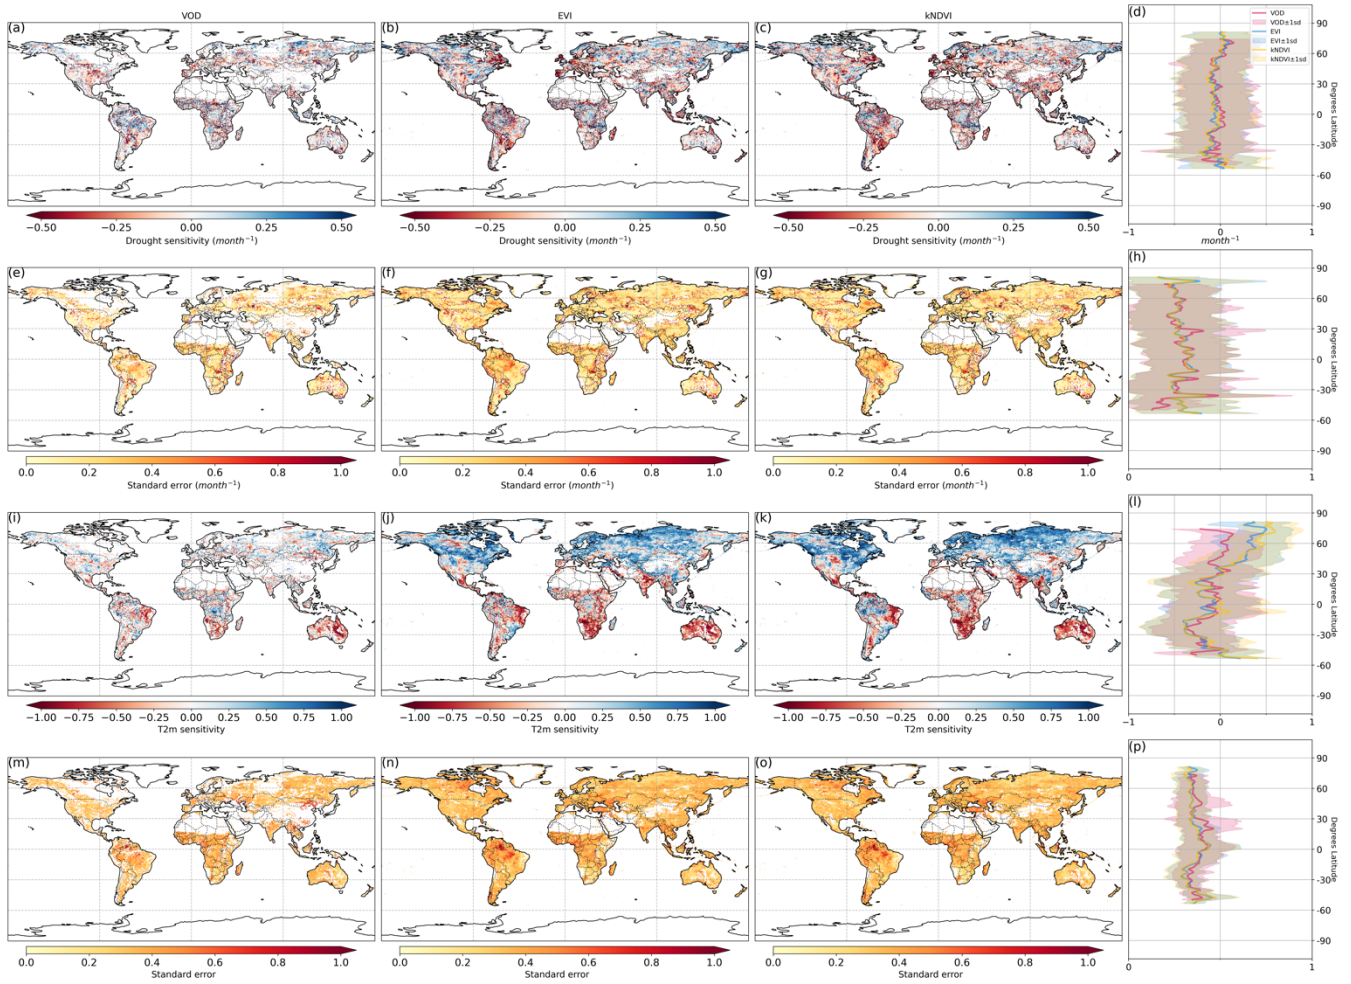 VOD
EVI
kNDVI
(a)
(b)
(c)
(d)
VOD
VOD±1sd
EVI
EVI±1sd
kNDVI
kNDVI±1sd
90
60
30
0
−30
−60
−90
Degrees Latitude
−0.50 −0.25 0.00 0.25 0.50
Drought sensitivity (month⁻¹)
−0.50 −0.25 0.00 0.25 0.50
Drought sensitivity (month⁻¹)
−0.50 −0.25 0.00 0.25 0.50
Drought sensitivity (month⁻¹)
−1 0 1
month⁻¹
(e)
(f)
(g)
(h)
90
60
30
0
−30
−60
−90
Degrees Latitude
0.0 0.2 0.4 0.6 0.8 1.0
Standard error (month⁻¹)
0.0 0.2 0.4 0.6 0.8 1.0
Standard error (month⁻¹)
0.0 0.2 0.4 0.6 0.8 1.0
Standard error (month⁻¹)
0 1
(i)
(j)
(k)
(l)
90
60
30
0
−30
−60
−90
Degrees Latitude
−1.00 −0.75 −0.50 −0.25 0.00 0.25 0.50 0.75 1.00
T2m sensitivity
−1.00 −0.75 −0.50 −0.25 0.00 0.25 0.50 0.75 1.00
T2m sensitivity
−1.00 −0.75 −0.50 −0.25 0.00 0.25 0.50 0.75 1.00
T2m sensitivity
−1 0 1
(m)
(n)
(o)
(p)
90
60
30
0
−30
−60
−90
Degrees Latitude
0.0 0.2 0.4 0.6 0.8 1.0
Standard error
0.0 0.2 0.4 0.6 0.8 1.0
Standard error
0.0 0.2 0.4 0.6 0.8 1.0
Standard error
0 1